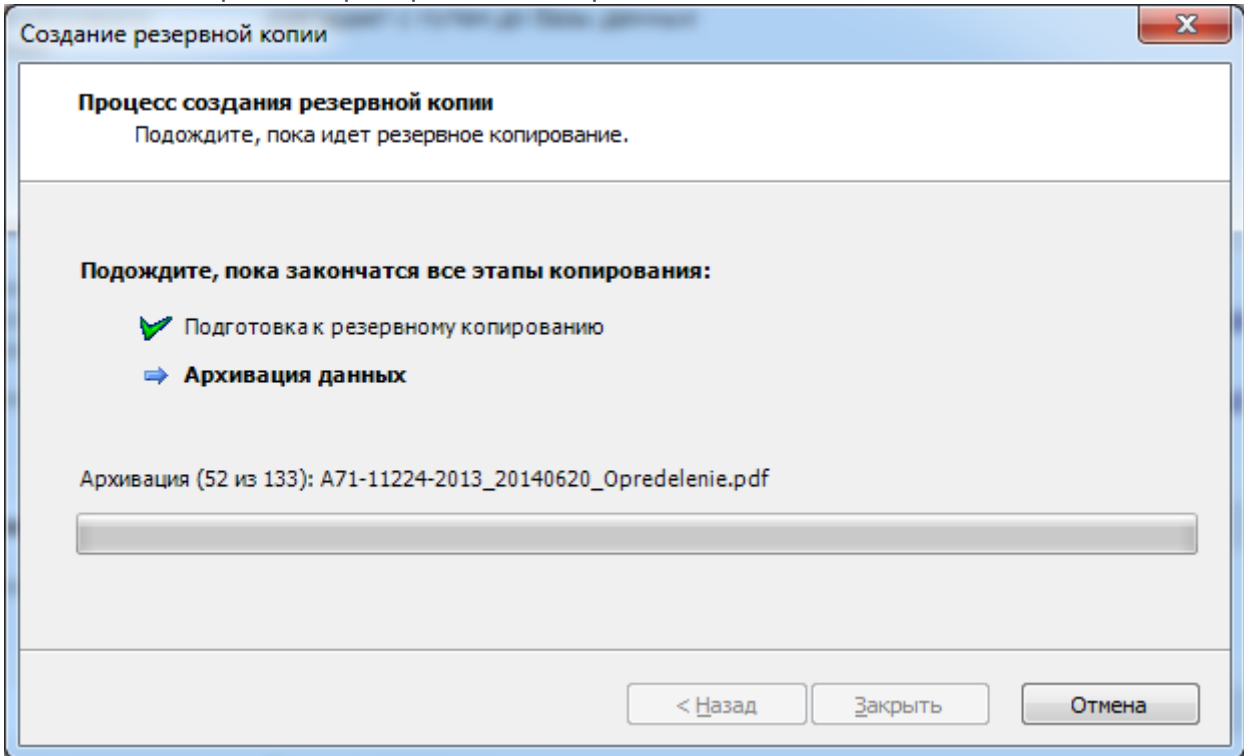 Создание резервной копии
Процесс создания резервной копии
Подождите, пока идет резервное копирование.
Подождите, пока закончатся все этапы копирования:
Подготовка к резервному копированию
Архивация данных
Архивация (52 из 133): A71-11224-2013_20140620_Opredelenie.pdf
< Назад
Закрыть
Отмена